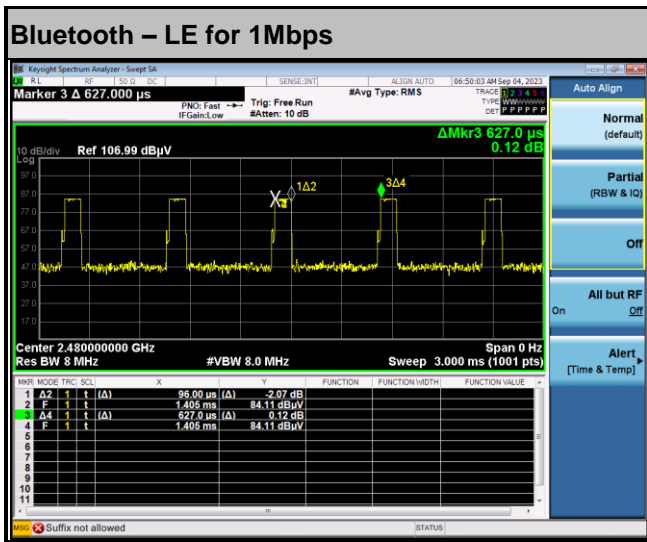 Bluetooth – LE for 1Mbps
Keysight Spectrum Analyzer - Swept SA
RL RF 50 Ω DC SENSE:INT ALIGN AUTO 06:50:03 AM Sep 04, 2023
Marker 3 Δ 627.000 µs
#Avg Type: RMS
TRACE 1 2 3 4 5 6
TYPE WWWWWW
DET P P P P P P
PNO: Fast
IFGain:Low
Trig: Free Run
#Atten: 10 dB
ΔMkr3 627.0 µs
0.12 dB
10 dB/div Ref 106.99 dBµV
Log
97.0
87.0
77.0
67.0
57.0
47.0
37.0
27.0
17.0
1Δ2
3Δ4
Center 2.480000000 GHz Span 0 Hz
Res BW 8 MHz #VBW 8.0 MHz Sweep 3.000 ms (1001 pts)
MKR MODE TRC SCL X Y FUNCTION FUNCTION WIDTH FUNCTION VALUE
1 Δ2 1 t (Δ) 96.00 µs (Δ) -2.07 dB
2 F 1 t 1.405 ms 84.11 dBµV
3 Δ4 1 t (Δ) 627.0 µs (Δ) 0.12 dB
4 F 1 t 1.405 ms 84.11 dBµV
5
6
7
8
9
10
11
MSG Suffix not allowed STATUS
Auto Align
Normal
(default)
Partial
(RBW & IQ)
Off
All but RF
On Off
Alert
[Time & Temp]